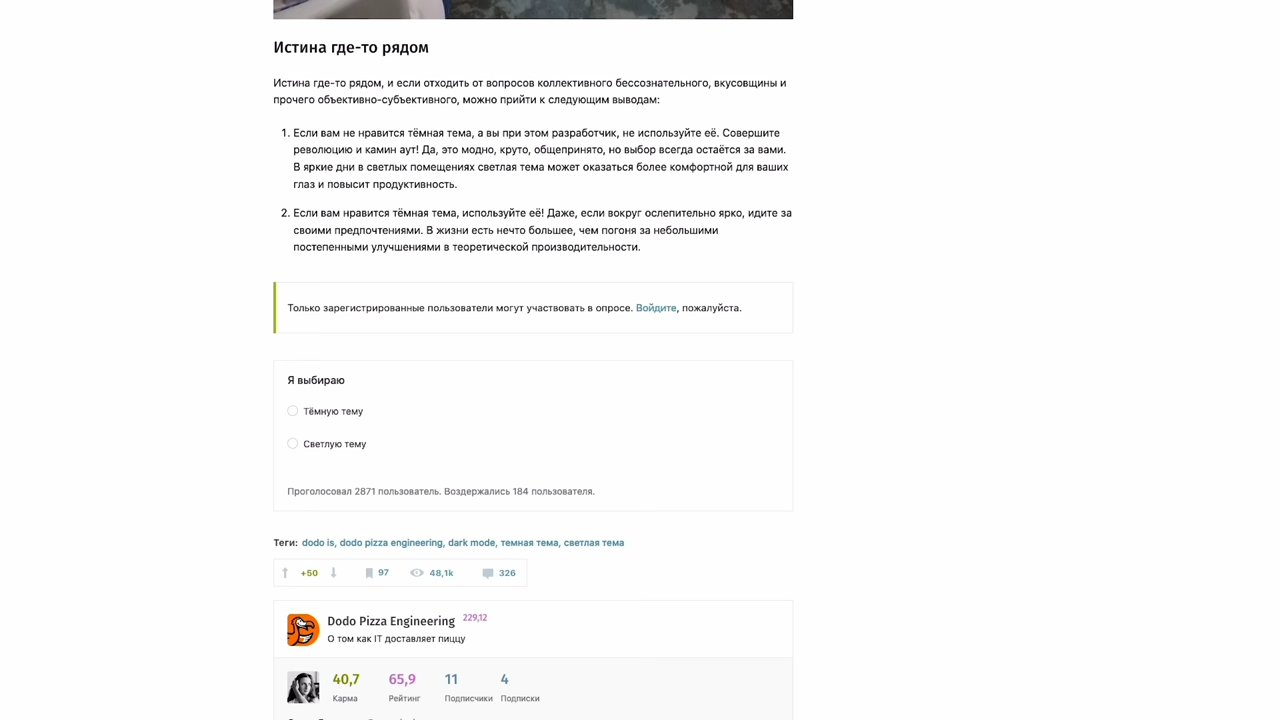 Истина где-то рядом
Истина где-то рядом, и если отходить от вопросов коллективного бессознательного, вкусовщины и
прочего объективно-субъективного, можно прийти к следующим выводам:
1. Если вам не нравится тёмная тема, а вы при этом разработчик, не используйте её. Совершите
революцию и камин аут! Да, это модно, круто, общепринято, но выбор всегда остаётся за вами.
В яркие дни в светлых помещениях светлая тема может оказаться более комфортной для ваших
глаз и повысит продуктивность.
2. Если вам нравится тёмная тема, используйте её! Даже, если вокруг ослепительно ярко, идите за
своими предпочтениями. В жизни есть нечто большее, чем погоня за небольшими
постепенными улучшениями в теоретической производительности.
Только зарегистрированные пользователи могут участвовать в опросе. Войдите, пожалуйста.
Я выбираю
Тёмную тему
Светлую тему
Проголосовал 2871 пользователь. Воздержались 184 пользователя.
Теги: dodo is, dodo pizza engineering, dark mode, темная тема, светлая тема
+50 97 48,1k 326
Dodo Pizza Engineering 229,12
О том как IT доставляет пиццу
40,7 65,9 11 4
Карма Рейтинг Подписчики Подписки